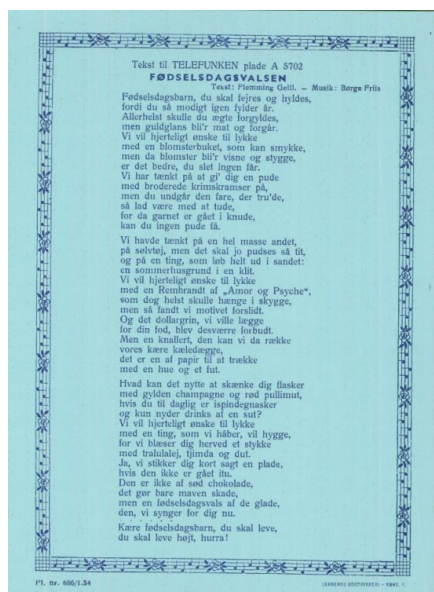 Tekst til TELEFUNKEN plade A 5702
FØDSELSDAGSVALSEN
Tekst: Flemming Geill. — Musik: Børge Friis
Fødselsdagsbarn, du skal fejres og hyldes,
fordi du så modigt igen fylder år.
Allerhelst skulle du ægte forgyldes,
men guldglans bli'r mat og forgår.
Vi vil hjerteligt ønske til lykke
med en blomsterbuket, som kan smykke,
men da blomster bli'r visne og stygge,
er det bedre, du slet ingen får.
Vi har tænkt på at gi' dig en pude
med broderede krimskramser på,
men du undgår den fare, der tru'de,
så lad være med at tude,
for da garnet er gået i knude,
kan du ingen pude få.
Vi havde tænkt på en hel masse andet,
på sølvtøj, men det skal jo pudses så tit,
og på en ting, som løb helt ud i sandet:
en sommerhusgrund i en klit.
Vi vil hjerteligt ønske til lykke
med en Rembrandt af „Amor og Psyche“,
som dog helst skulle hænge i skygge,
men så fandt vi motivet forslidt.
Og det dollargrin, vi ville lægge
for din fod, blev desværre forbudt.
Men en knallert, den kan vi da række
vores kære kæledægge,
det er en af papir til at trække
med en hue og et fut.
Hvad kan det nytte at skænke dig flasker
med gylden champagne og rød pullimut,
hvis du til daglig er ispindegnasker
og kun nyder drinks af en sut?
Vi vil hjerteligt ønske til lykke
med en ting, som vi håber, vil hygge,
for vi blæser dig herved et stykke
med tralulalej, tjimda og dut.
Ja, vi stikker dig kort sagt en plade,
hvis den ikke er gået itu.
Den er ikke af sød chokolade,
det gør bare maven skade,
men en fødselsdagsvals af de glade,
den, vi synger for dig nu.
. . . . .
Kære fødselsdagsbarn, du skal leve,
du skal leve højt, hurra!
Pl. nr. 686/1.54